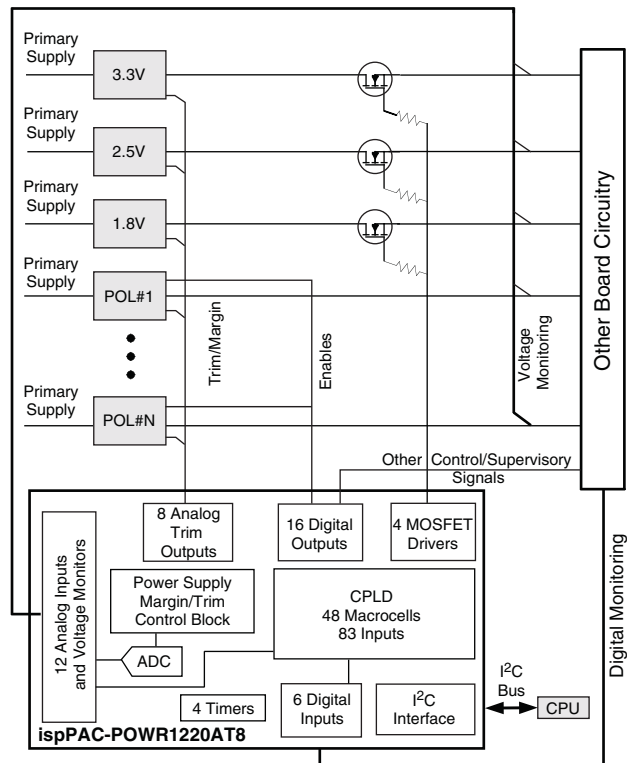 Primary
Supply
3.3V
Primary
Supply
2.5V
Primary
Supply
1.8V
Primary
Supply
POL#1
Primary
Supply
POL#N
Trim/Margin
Enables
Voltage
Monitoring
Other Board Circuitry
Other Control/Supervisory
Signals
8 Analog
Trim
Outputs
16 Digital
Outputs
4 MOSFET
Drivers
12 Analog Inputs
and Voltage Monitors
Power Supply
Margin/Trim
Control Block
ADC
CPLD
48 Macrocells
83 Inputs
4 Timers
6 Digital
Inputs
I²C
Interface
ispPAC-POWR1220AT8
I²C
Bus
CPU
Digital Monitoring